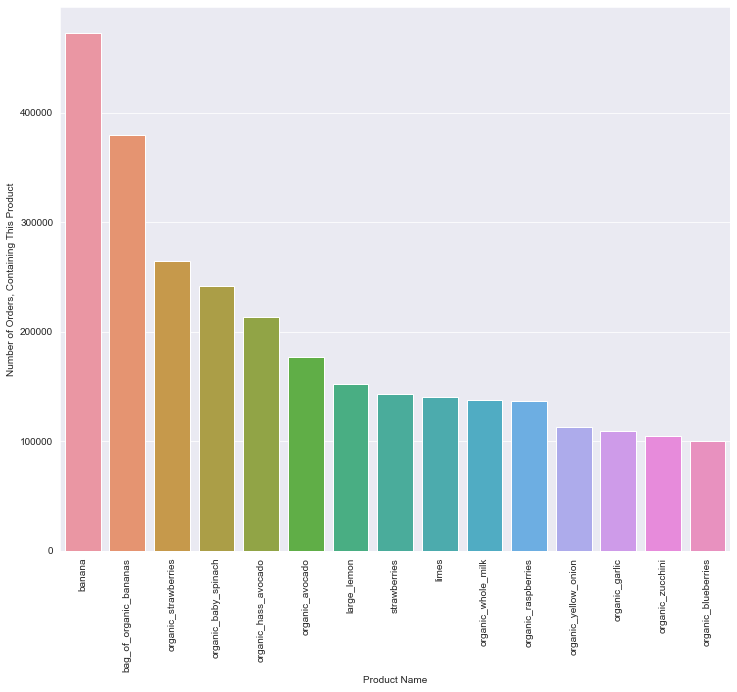 Number of Orders, Containing This Product
400000
300000
200000
100000
0
banana
bag_of_organic_bananas
organic_strawberries
organic_baby_spinach
organic_hass_avocado
organic_avocado
large_lemon
strawberries
limes
organic_whole_milk
organic_raspberries
organic_yellow_onion
organic_garlic
organic_zucchini
organic_blueberries
Product Name